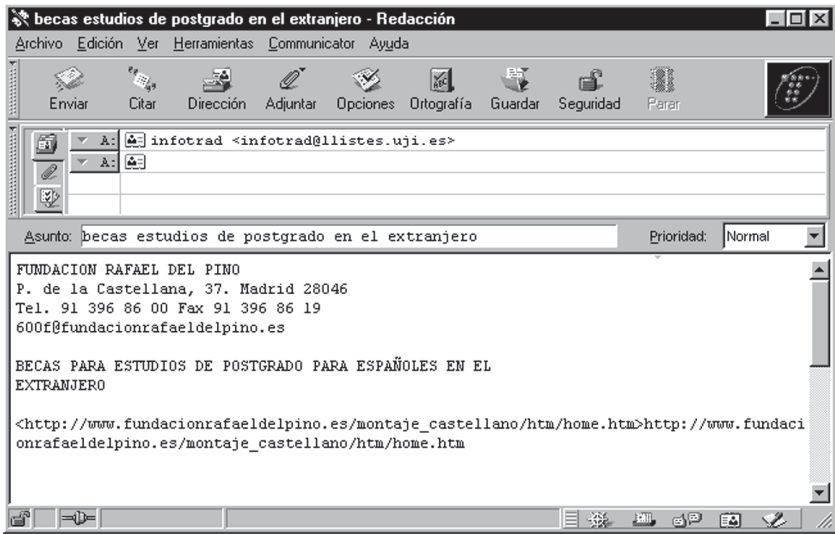 becas estudios de postgrado en el extranjero - Redacción
Archivo Edición Ver Herramientas Communicator Ayuda
Enviar Citar Dirección Adjuntar Opciones Ortografía Guardar Seguridad Parar
A: infotrad <infotrad@llistes.uji.es>
A:
Asunto: becas estudios de postgrado en el extranjero Prioridad: Normal
FUNDACION RAFAEL DEL PINO
P. de la Castellana, 37. Madrid 28046
Tel. 91 396 86 00 Fax 91 396 86 19
600f@fundacionrafaeldelpino.es
BECAS PARA ESTUDIOS DE POSTGRADO PARA ESPAÑOLES EN EL
EXTRANJERO
<http://www.fundacionrafaeldelpino.es/montaje_castellano/htm/home.htm>http://www.fundaci
onrafaeldelpino.es/montaje_castellano/htm/home.htm